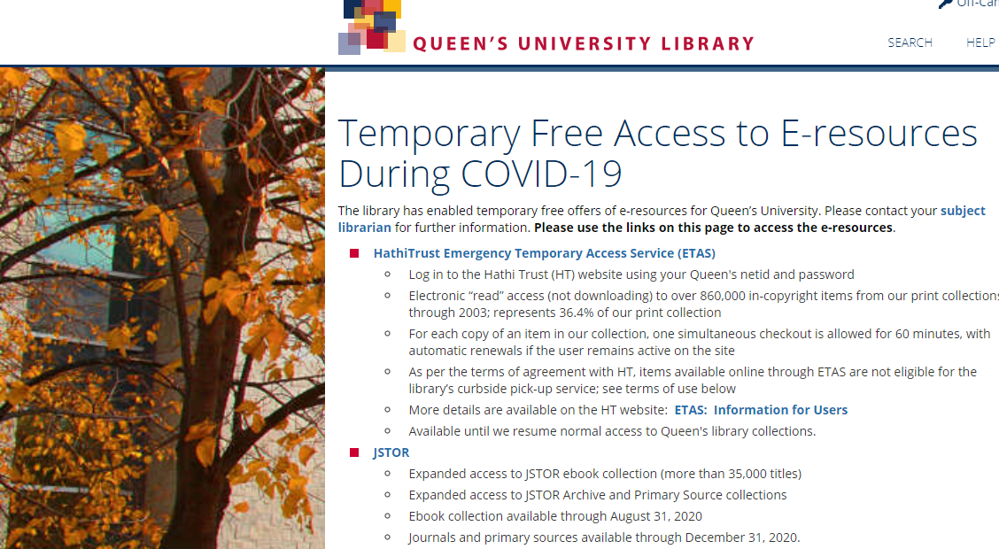 Off-Cam
QUEEN'S UNIVERSITY LIBRARY
SEARCH HELP
Temporary Free Access to E-resources
During COVID-19
The library has enabled temporary free offers of e-resources for Queen’s University. Please contact your subject
librarian for further information. Please use the links on this page to access the e-resources.
HathiTrust Emergency Temporary Access Service (ETAS)
Log in to the Hathi Trust (HT) website using your Queen's netid and password
Electronic “read” access (not downloading) to over 860,000 in-copyright items from our print collections
through 2003; represents 36.4% of our print collection
For each copy of an item in our collection, one simultaneous checkout is allowed for 60 minutes, with
automatic renewals if the user remains active on the site
As per the terms of agreement with HT, items available online through ETAS are not eligible for the
library’s curbside pick-up service; see terms of use below
More details are available on the HT website: ETAS: Information for Users
Available until we resume normal access to Queen's library collections.
JSTOR
Expanded access to JSTOR ebook collection (more than 35,000 titles)
Expanded access to JSTOR Archive and Primary Source collections
Ebook collection available through August 31, 2020
Journals and primary sources available through December 31, 2020.